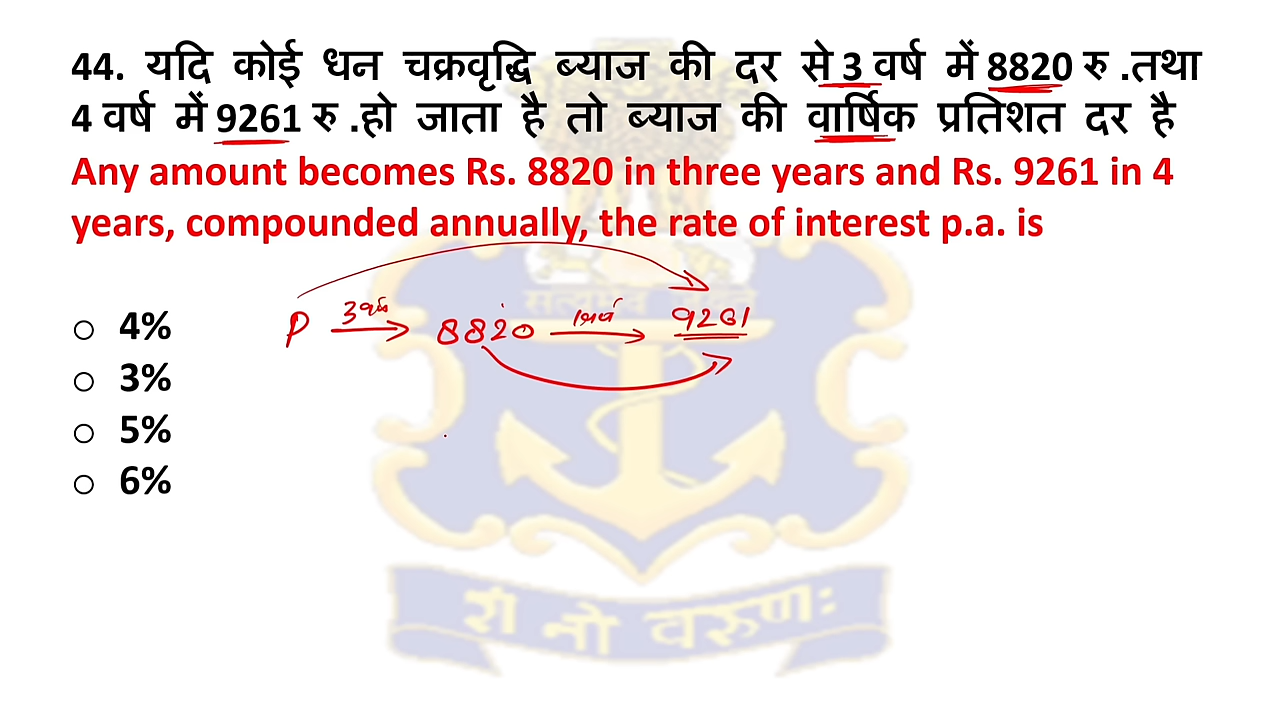 44. यदि कोई धन चक्रवृद्धि ब्याज की दर से 3 वर्ष में 8820 रु .तथा
4 वर्ष में 9261 रु .हो जाता है तो ब्याज की वार्षिक प्रतिशत दर है
Any amount becomes Rs. 8820 in three years and Rs. 9261 in 4
years, compounded annually, the rate of interest p.a. is
सत्यमेव जयते
P 3वर्ष 8820 1वर्ष 9261
4%
3%
5%
6%
शं नो वरुणः